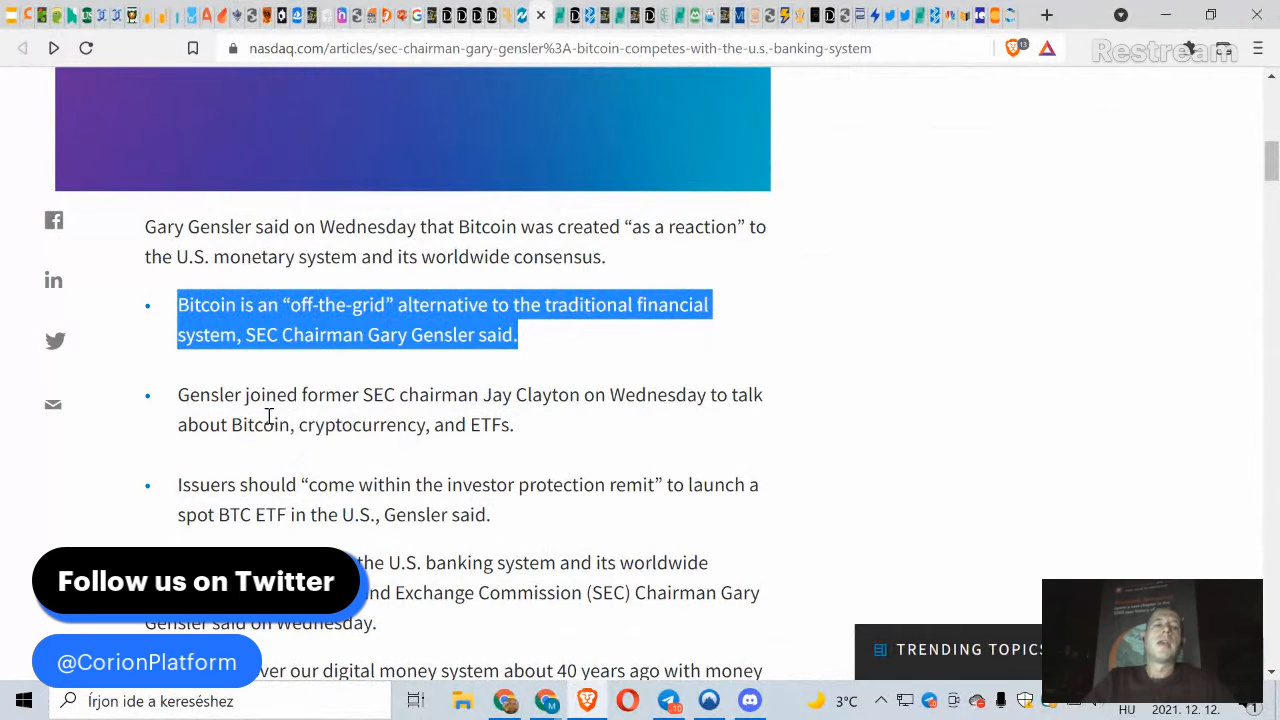 nasdaq.com/articles/sec-chairman-gary-gensler%3A-bitcoin-competes-with-the-u.s.-banking-system
13
Restream
Gary Gensler said on Wednesday that Bitcoin was created “as a reaction” to
the U.S. monetary system and its worldwide consensus.
• Bitcoin is an “off-the-grid” alternative to the traditional financial
system, SEC Chairman Gary Gensler said.
• Gensler joined former SEC chairman Jay Clayton on Wednesday to talk
about Bitcoin, cryptocurrency, and ETFs.
• Issuers should “come within the investor protection remit” to launch a
spot BTC ETF in the U.S., Gensler said.
the U.S. banking system and its worldwide
nd Exchange Commission (SEC) Chairman Gary
Gensler said on Wednesday.
ver our digital money system about 40 years ago with money
Follow us on Twitter
@CorionPlatform
TRENDING TOPICS
Írjon ide a kereséshez
10
3°C
HU
2021. 12. 12.